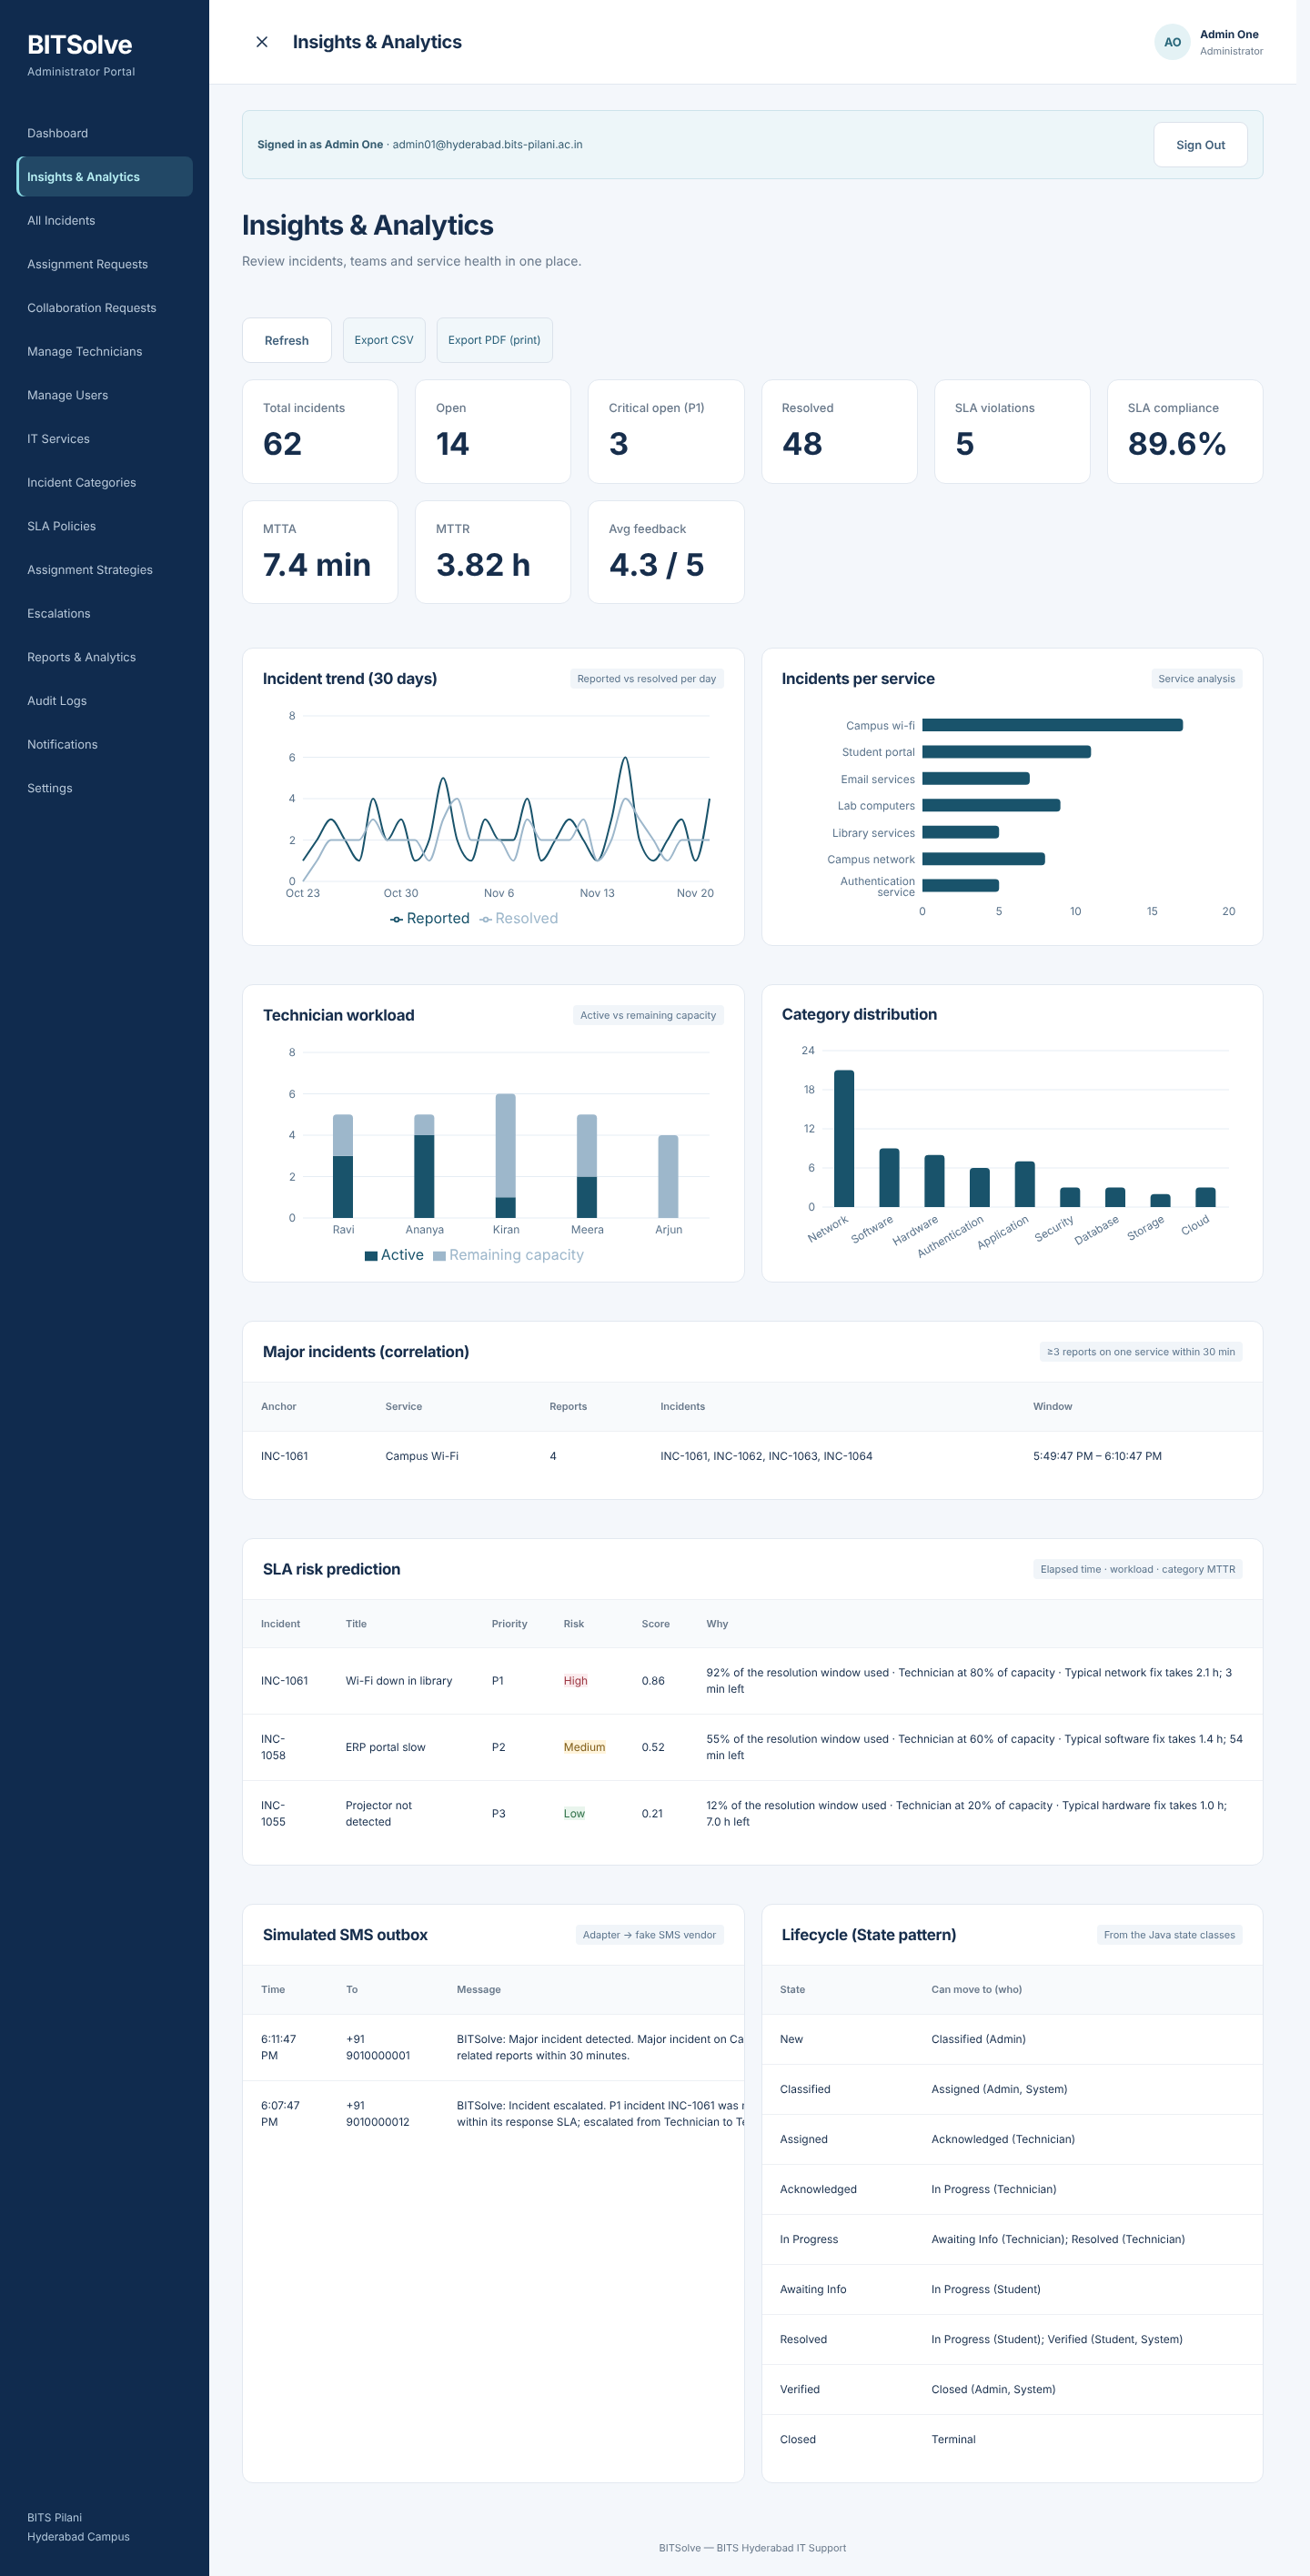 BITSolve
Administrator Portal
Dashboard
Insights & Analytics
All Incidents
Assignment Requests
Collaboration Requests
Manage Technicians
Manage Users
IT Services
Incident Categories
SLA Policies
Assignment Strategies
Escalations
Reports & Analytics
Audit Logs
Notifications
Settings
BITS Pilani
Hyderabad Campus
Insights & Analytics
AO
Admin One
Administrator
Signed in as Admin One · admin01@hyderabad.bits-pilani.ac.in
Sign Out
Insights & Analytics
Review incidents, teams and service health in one place.
Refresh
Export CSV
Export PDF (print)
Total incidents
62
Open
14
Critical open (P1)
3
Resolved
48
SLA violations
5
SLA compliance
89.6%
MTTA
7.4 min
MTTR
3.82 h
Avg feedback
4.3 / 5
Incident trend (30 days)
Reported vs resolved per day
8
6
4
2
0
Oct 23 Oct 30 Nov 6 Nov 13 Nov 20
Reported Resolved
Incidents per service
Service analysis
Campus wi-fi
Student portal
Email services
Lab computers
Library services
Campus network
Authentication
service
0 5 10 15 20
Technician workload
Active vs remaining capacity
8
6
4
2
0
Ravi Ananya Kiran Meera Arjun
Active Remaining capacity
Category distribution
24
18
12
6
0
Network Software Hardware Authentication Application Security Database Storage Cloud
Major incidents (correlation)
≥3 reports on one service within 30 min
Anchor Service Reports Incidents Window
INC-1061 Campus Wi-Fi 4 INC-1061, INC-1062, INC-1063, INC-1064 5:49:47 PM – 6:10:47 PM
SLA risk prediction
Elapsed time · workload · category MTTR
Incident Title Priority Risk Score Why
INC-1061 Wi-Fi down in library P1 High 0.86 92% of the resolution window used · Technician at 80% of capacity · Typical network fix takes 2.1 h; 3
min left
INC-
1058
ERP portal slow P2 Medium 0.52 55% of the resolution window used · Technician at 60% of capacity · Typical software fix takes 1.4 h; 54
min left
INC-
1055
Projector not
detected
P3 Low 0.21 12% of the resolution window used · Technician at 20% of capacity · Typical hardware fix takes 1.0 h;
7.0 h left
Simulated SMS outbox
Adapter → fake SMS vendor
Time To Message
6:11:47
PM
+91
9010000001
BITSolve: Major incident detected. Major incident on Ca
related reports within 30 minutes.
6:07:47
PM
+91
9010000012
BITSolve: Incident escalated. P1 incident INC-1061 was
within its response SLA; escalated from Technician to Te
Lifecycle (State pattern)
From the Java state classes
State Can move to (who)
New Classified (Admin)
Classified Assigned (Admin, System)
Assigned Acknowledged (Technician)
Acknowledged In Progress (Technician)
In Progress Awaiting Info (Technician); Resolved (Technician)
Awaiting Info In Progress (Student)
Resolved In Progress (Student); Verified (Student, System)
Verified Closed (Admin, System)
Closed Terminal
BITSolve — BITS Hyderabad IT Support